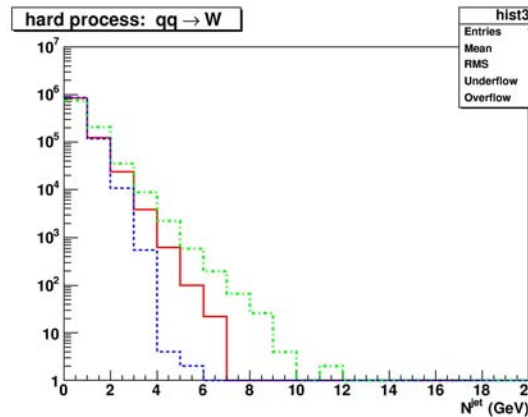 hard process: qq → W
hist3
Entries
Mean
RMS
Underflow
Overflow
10⁷
10⁶
10⁵
10⁴
10³
10²
10
1
0 2 4 6 8 10 12 14 16 18 2
N^jet (GeV)